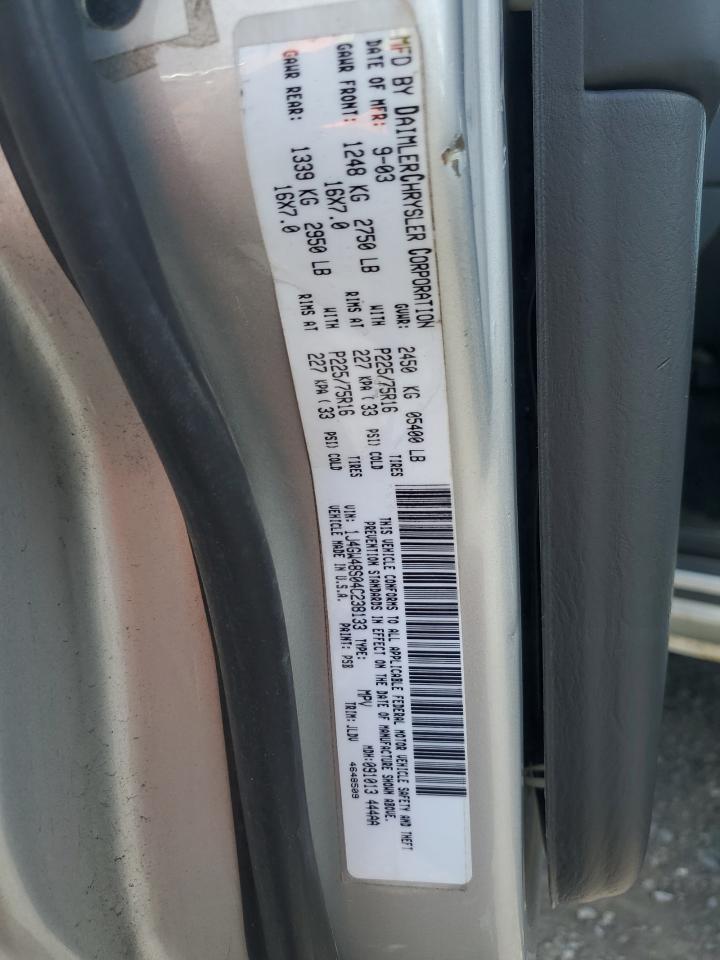 MFD BY DAIMLERCHRYSLER CORPORATION
DATE OF MFR: 9-03 GVWR: 2450 KG 05400 LB
GAWR FRONT: 1248 KG 2750 LB WITH P225/75R16 TIRES
16X7.0 RIMS AT 227 KPA ( 33 PSI) COLD
GAWR REAR: 1339 KG 2950 LB WITH P225/75R16 TIRES
16X7.0 RIMS AT 227 KPA ( 33 PSI) COLD
THIS VEHICLE CONFORMS TO ALL APPLICABLE FEDERAL MOTOR VEHICLE SAFETY AND THEFT
PREVENTION STANDARDS IN EFFECT ON THE DATE OF MANUFACTURE SHOWN ABOVE.
VIN: 1J4GW48S04C238133 TYPE: MPV MDH:091013 444AA
VEHICLE MADE IN U.S.A. PAINT: PSB TRIM:JLDV
4648509